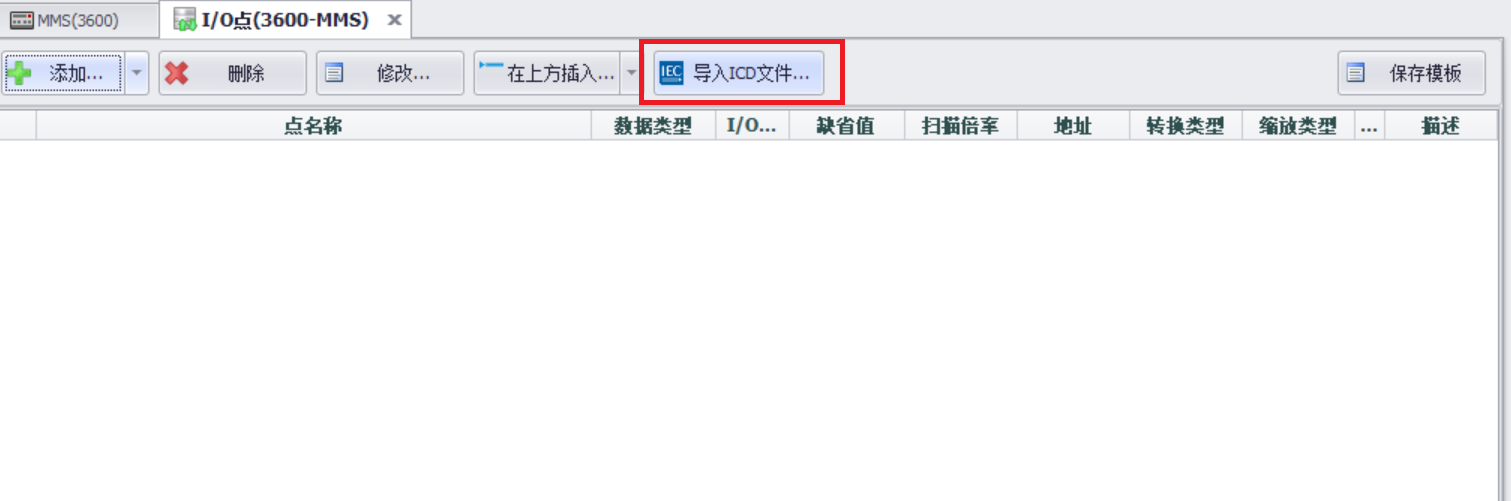 MMS(3600)
I/O点(3600-MMS)
添加...
删除
修改...
在上方插入...
IEC
导入ICD文件...
保存模板
点名称
数据类型
I/O...
缺省值
扫描倍率
地址
转换类型
缩放类型
...
描述